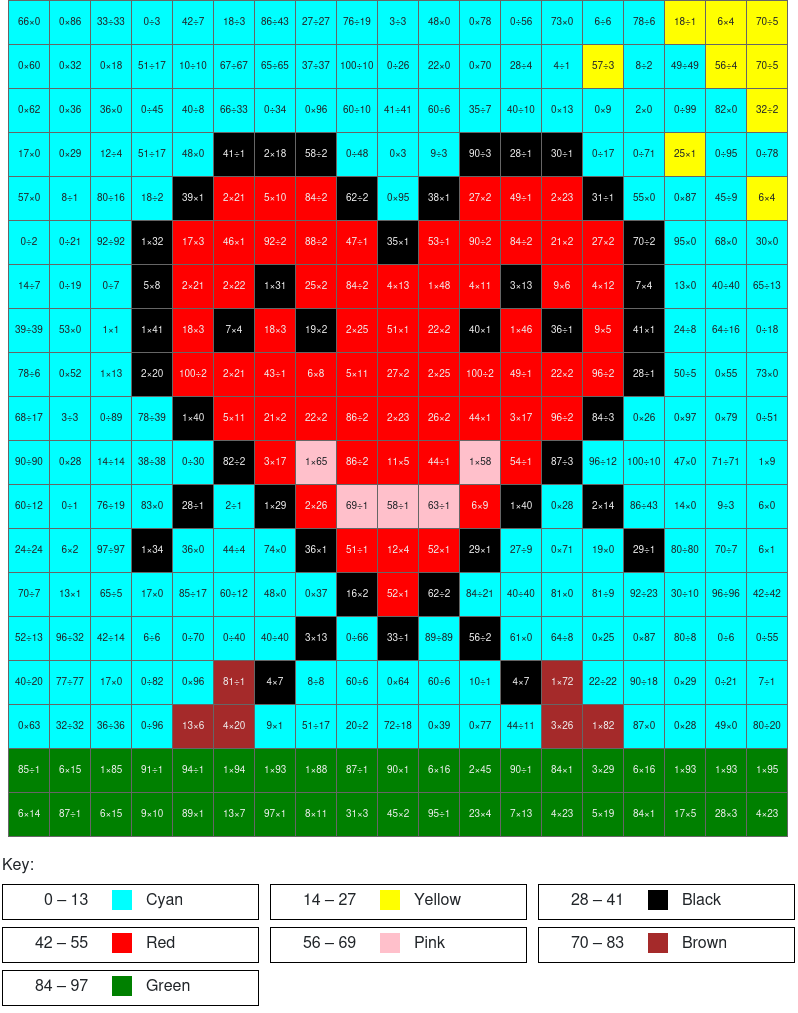 66×0 0×86 33÷33 0÷3 42÷7 18÷3 86÷43 27÷27 76÷19 3÷3 48×0 0×78 0÷56 73×0 6÷6 78÷6 18÷1 6×4 70÷5
0×60 0×32 0×18 51÷17 10÷10 67÷67 65÷65 37÷37 100÷10 0×26 22×0 0×70 28÷4 4÷1 57÷3 8÷2 49÷49 56÷4 70÷5
0×62 0×36 36×0 0÷45 40÷8 66÷33 0÷34 0×96 60÷10 41÷41 60÷6 35÷7 40÷10 0×13 0×9 2×0 0÷99 82×0 32÷2
17×0 0×29 12÷4 51÷17 48×0 41÷1 2×18 58÷2 0÷48 0×3 9÷3 90÷3 28÷1 30÷1 0÷17 0÷71 25×1 0÷95 0÷78
57×0 8÷1 80÷16 18÷2 39×1 2×21 5×10 84÷2 62÷2 0×95 38×1 27×2 49÷1 2×23 31÷1 55×0 0×87 45÷9 6×4
0÷2 0÷21 92÷92 1×32 17×3 46×1 92÷2 88÷2 47÷1 35×1 53÷1 90÷2 84÷2 21×2 27×2 70÷2 95×0 68×0 30×0
14÷7 0÷19 0÷7 5×8 2×21 2×22 1×31 25×2 84÷2 4×13 1×48 4×11 3×13 9×6 4×12 7×4 13×0 40÷40 65÷13
39÷39 53×0 1×1 1×41 18×3 7×4 18×3 19×2 2×25 51×1 22×2 40×1 1×46 36÷1 9×5 41×1 24÷8 64÷16 0÷18
78÷6 0×52 1×13 2×20 100÷2 2×21 43÷1 6×8 5×11 27×2 2×25 100÷2 49÷1 22×2 96÷2 28÷1 50÷5 0×55 73×0
68÷17 3÷3 0÷89 78÷39 1×40 5×11 21×2 22×2 86÷2 2×23 26×2 44×1 3×17 96÷2 84÷3 0×26 0×97 0×79 0÷51
90÷90 0×28 14÷14 38÷38 0÷30 82÷2 3×17 1×65 86÷2 11×5 44÷1 1×58 54÷1 87÷3 96÷12 100÷10 47×0 71÷71 1×9
60÷12 0÷1 76÷19 83×0 28÷1 2÷1 1×29 2×26 69÷1 58÷1 63÷1 6×9 1×40 0×28 2×14 86÷43 14×0 9÷3 6×0
24÷24 6×2 97÷97 1×34 36×0 44÷4 74×0 36×1 51÷1 12×4 52×1 29×1 27÷9 0×71 19×0 29÷1 80÷80 70÷7 6×1
70÷7 13×1 65÷5 17×0 85÷17 60÷12 48×0 0×37 16×2 52×1 62÷2 84÷21 40÷40 81×0 81÷9 92÷23 30÷10 96÷96 42÷42
52÷13 96÷32 42÷14 6÷6 0÷70 0÷40 40÷40 3×13 0÷66 33÷1 89÷89 56÷2 61×0 64÷8 0×25 0×87 80÷8 0÷6 0÷55
40÷20 77÷77 17×0 0÷82 0×96 81÷1 4×7 8÷8 60÷6 0×64 60÷6 10÷1 4×7 1×72 22÷22 90÷18 0×29 0÷21 7÷1
0×63 32÷32 36÷36 0÷96 13×6 4×20 9×1 51÷17 20÷2 72÷18 0×39 0×77 44÷11 3×26 1×82 87×0 0×28 49×0 80÷20
85÷1 6×15 1×85 91÷1 94÷1 1×94 1×93 1×88 87÷1 90×1 6×16 2×45 90÷1 84×1 3×29 6×16 1×93 1×93 1×95
6×14 87÷1 6×15 9×10 89×1 13×7 97×1 8×11 31×3 45×2 95÷1 23×4 7×13 4×23 5×19 84×1 17×5 28×3 4×23
Key:
0 – 13 Cyan 14 – 27 Yellow 28 – 41 Black
42 – 55 Red 56 – 69 Pink 70 – 83 Brown
84 – 97 Green